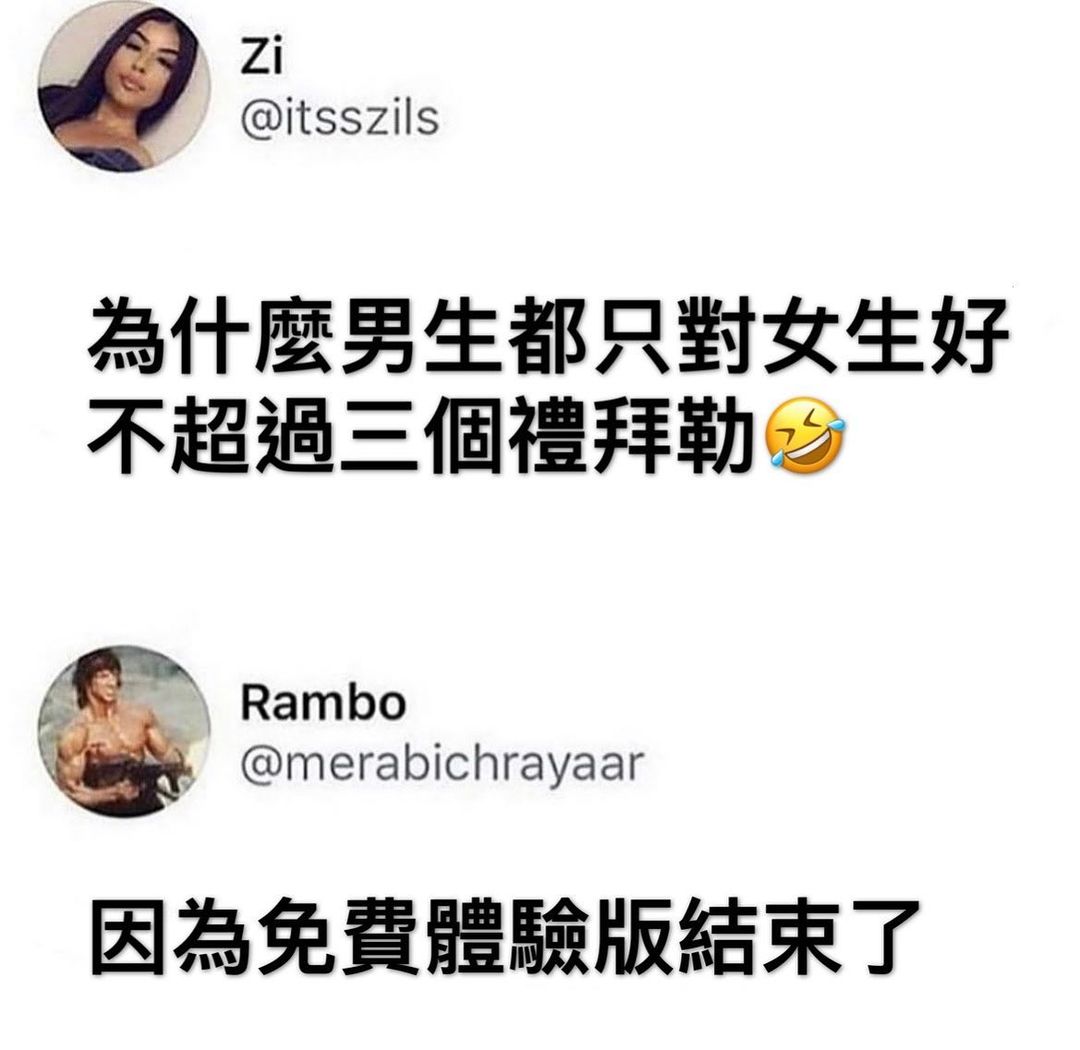 Zi
@itsszils
為什麼男生都只對女生好
不超過三個禮拜勒🤣
Rambo
@merabichrayaar
因為免費體驗版結束了